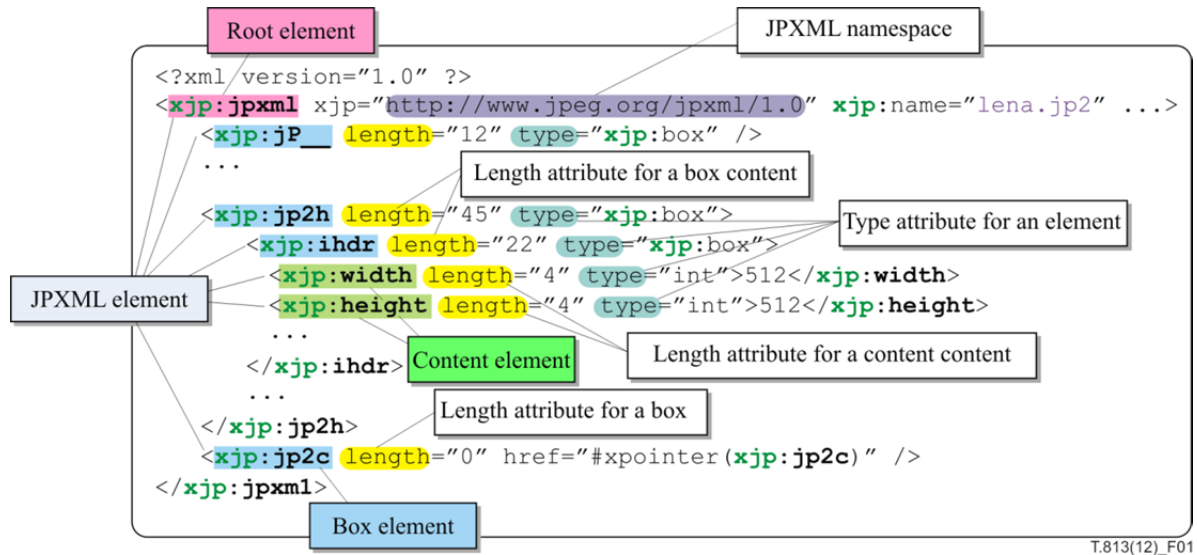 Root element
JPXML namespace
<?xml version="1.0" ?>
<xjp:jpxml xjp="http://www.jpeg.org/jpxml/1.0" xjp:name="lena.jp2" ...>
<xjp:jP__ length="12" type="xjp:box" />
...
Length attribute for a box content
<xjp:jp2h length="45" type="xjp:box">
Type attribute for an element
<xjp:ihdr length="22" type="xjp:box">
<xjp:width length="4" type="int">512</xjp:width>
JPXML element
<xjp:height length="4" type="int">512</xjp:height>
...
Content element
Length attribute for a content content
</xjp:ihdr>
...
Length attribute for a box
</xjp:jp2h>
<xjp:jp2c length="0" href="#xpointer(xjp:jp2c)" />
</xjp:jpxm1>
Box element
T.813(12)_F01